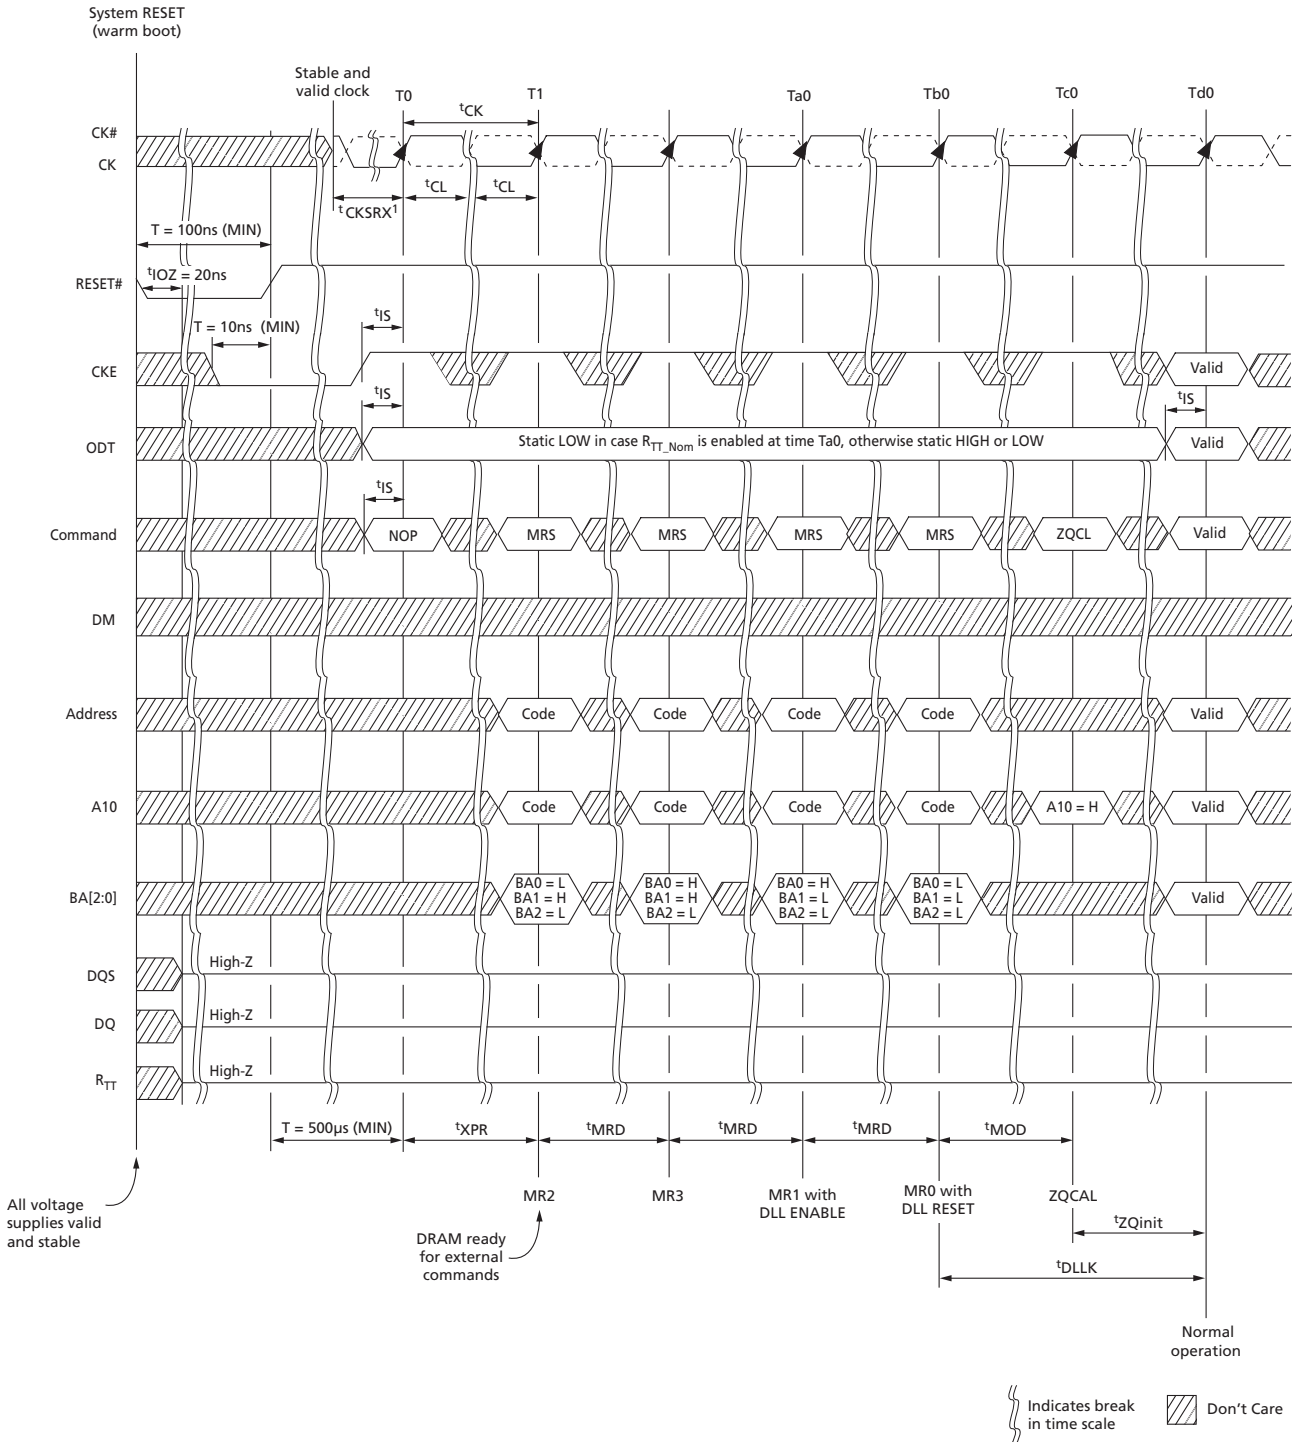 System RESET
(warm boot)
Stable and
valid clock
T0
T1
Ta0
Tb0
Tc0
Td0
tCK
CK#
CK
tCKSRX1
tCL
tCL
T = 100ns (MIN)
tIOZ = 20ns
RESET#
T = 10ns (MIN)
tIS
CKE
Valid
tIS
tIS
ODT
Static LOW in case RTT_Nom is enabled at time Ta0, otherwise static HIGH or LOW
Valid
tIS
Command
NOP
MRS
MRS
MRS
MRS
ZQCL
Valid
DM
Address
Code
Code
Code
Code
Valid
A10
Code
Code
Code
Code
A10 = H
Valid
BA[2:0]
BA0 = L
BA1 = H
BA2 = L
BA0 = H
BA1 = H
BA2 = L
BA0 = H
BA1 = L
BA2 = L
BA0 = L
BA1 = L
BA2 = L
Valid
DQS
High-Z
DQ
High-Z
RTT
High-Z
T = 500μs (MIN)
tXPR
tMRD
tMRD
tMRD
tMOD
All voltage
supplies valid
and stable
MR2
MR3
MR1 with
DLL ENABLE
MR0 with
DLL RESET
ZQCAL
tZQinit
DRAM ready
for external
commands
tDLLK
Normal
operation
Indicates break
in time scale
Don't Care